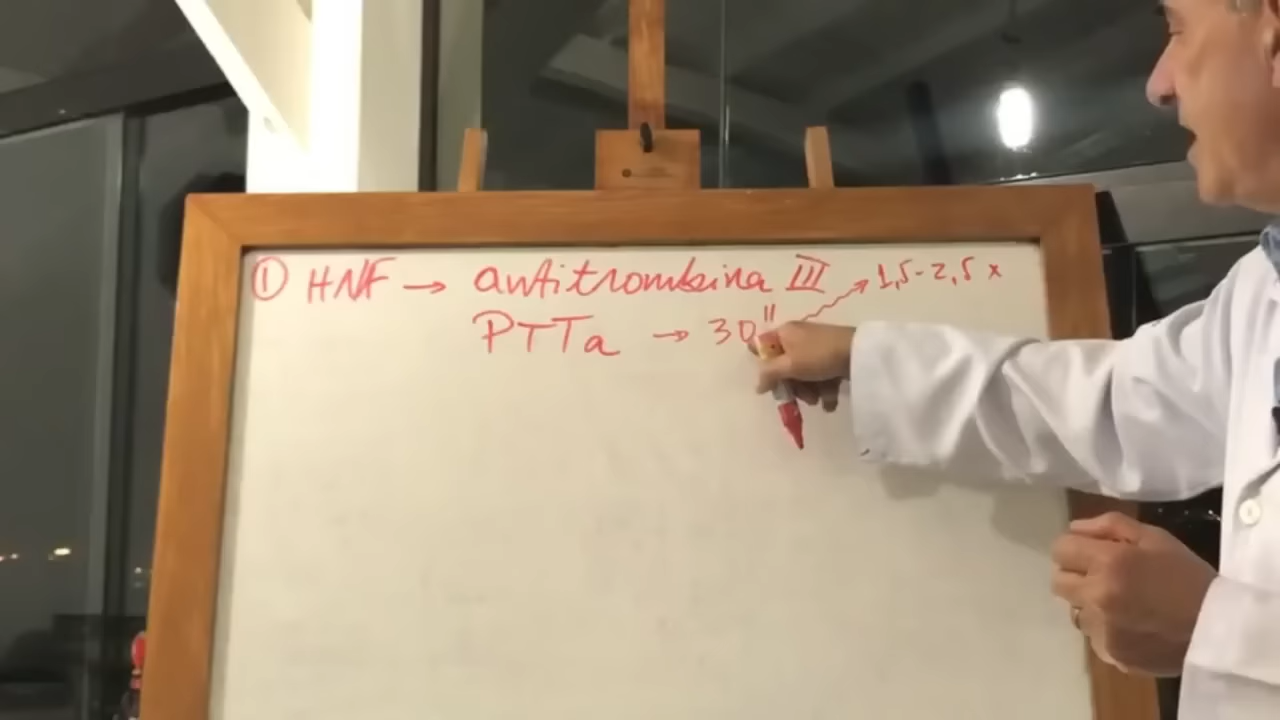 ① HNF → antitrombina III
PTTa → 30" → 1,5-2,5 x